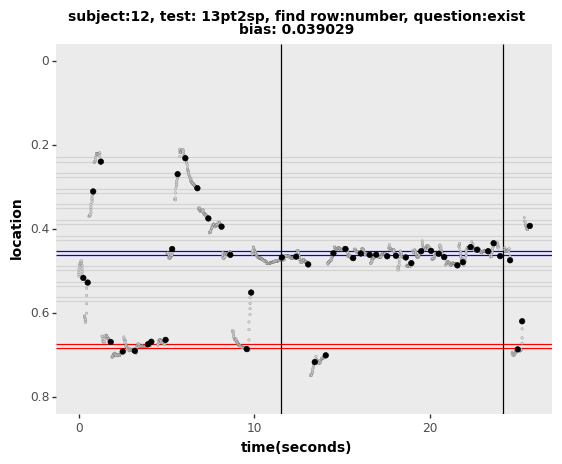 subject:12, test: 13pt2sp, find row:number, question:exist
bias: 0.039029
0
0.2
0.4
0.6
0.8
location
0
10
20
time(seconds)